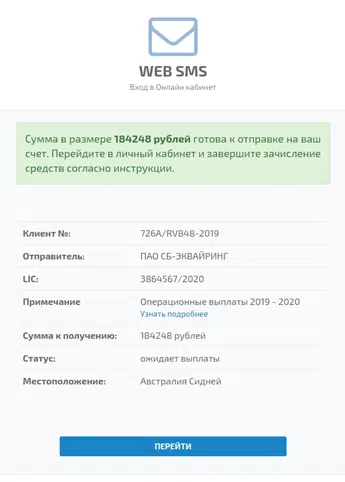 WEB SMS
Вход в Онлайн кабинет
Сумма в размере 184248 рублей готова к отправке на ваш
счет. Перейдите в личный кабинет и завершите зачисление
средств согласно инструкции.
Клиент №: 726A/RV848-2019
Отправитель: ПАО СБ-ЭКВАЙРИНГ
LIC: 3864567/2020
Примечание Операционные выплаты 2019 - 2020
Узнать подробнее
Сумма к получению: 184248 рублей
Статус: ожидает выплаты
Местоположение: Австралия Сидней
ПЕРЕЙТИ